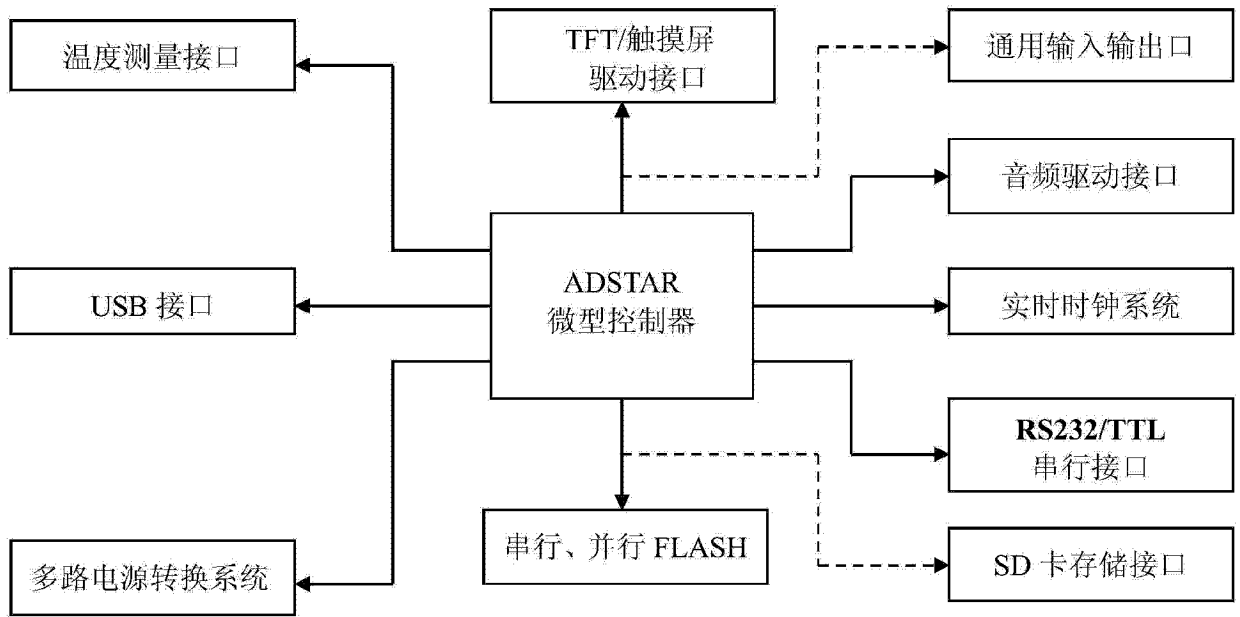 温度测量接口
TFT/触摸屏
驱动接口
通用输入输出口
音频驱动接口
USB 接口
ADSTAR
微型控制器
实时时钟系统
RS232/TTL
串行接口
多路电源转换系统
串行、并行 FLASH
SD 卡存储接口